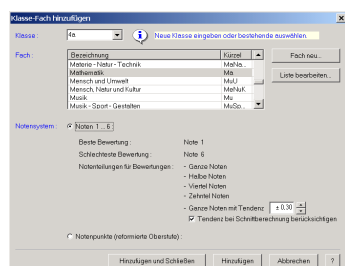 Klasse-Fach hinzufügen
Klasse : 4a Neue Klasse eingeben oder bestehende auswählen.
Fach : Bezeichnung Kürzel Fach neu...
Materie - Natur - Technik MaNa...
Mathematik Ma
Mensch und Umwelt MuU Liste bearbeiten...
Mensch, Natur und Kultur MeNuK
Musik Mu
Musik - Sport - Gestalten MuSp...
Notensystem : Noten 1 ... 6 :
Beste Bewertung : Note 1
Schlechteste Bewertung : Note 6
Notenteilungen für Bewertungen : - Ganze Noten
- Halbe Noten
- Viertel Noten
- Zehntel Noten
- Ganze Noten mit Tendenz ± 0,30
Tendenz bei Schnittberechnung berücksichtigen
Notenpunkte (reformierte Oberstufe) :
Hinzufügen und Schließen Hinzufügen Abbrechen ?